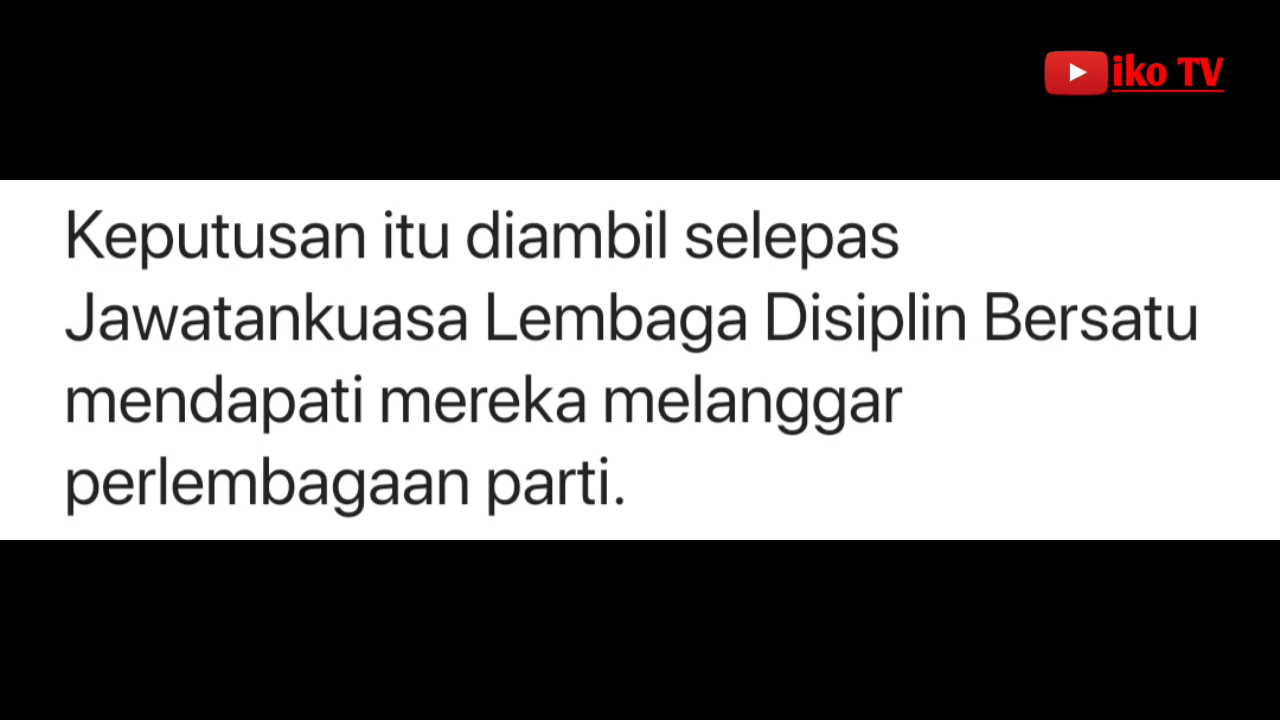 iko TV
Keputusan itu diambil selepas
Jawatankuasa Lembaga Disiplin Bersatu
mendapati mereka melanggar
perlembagaan parti.